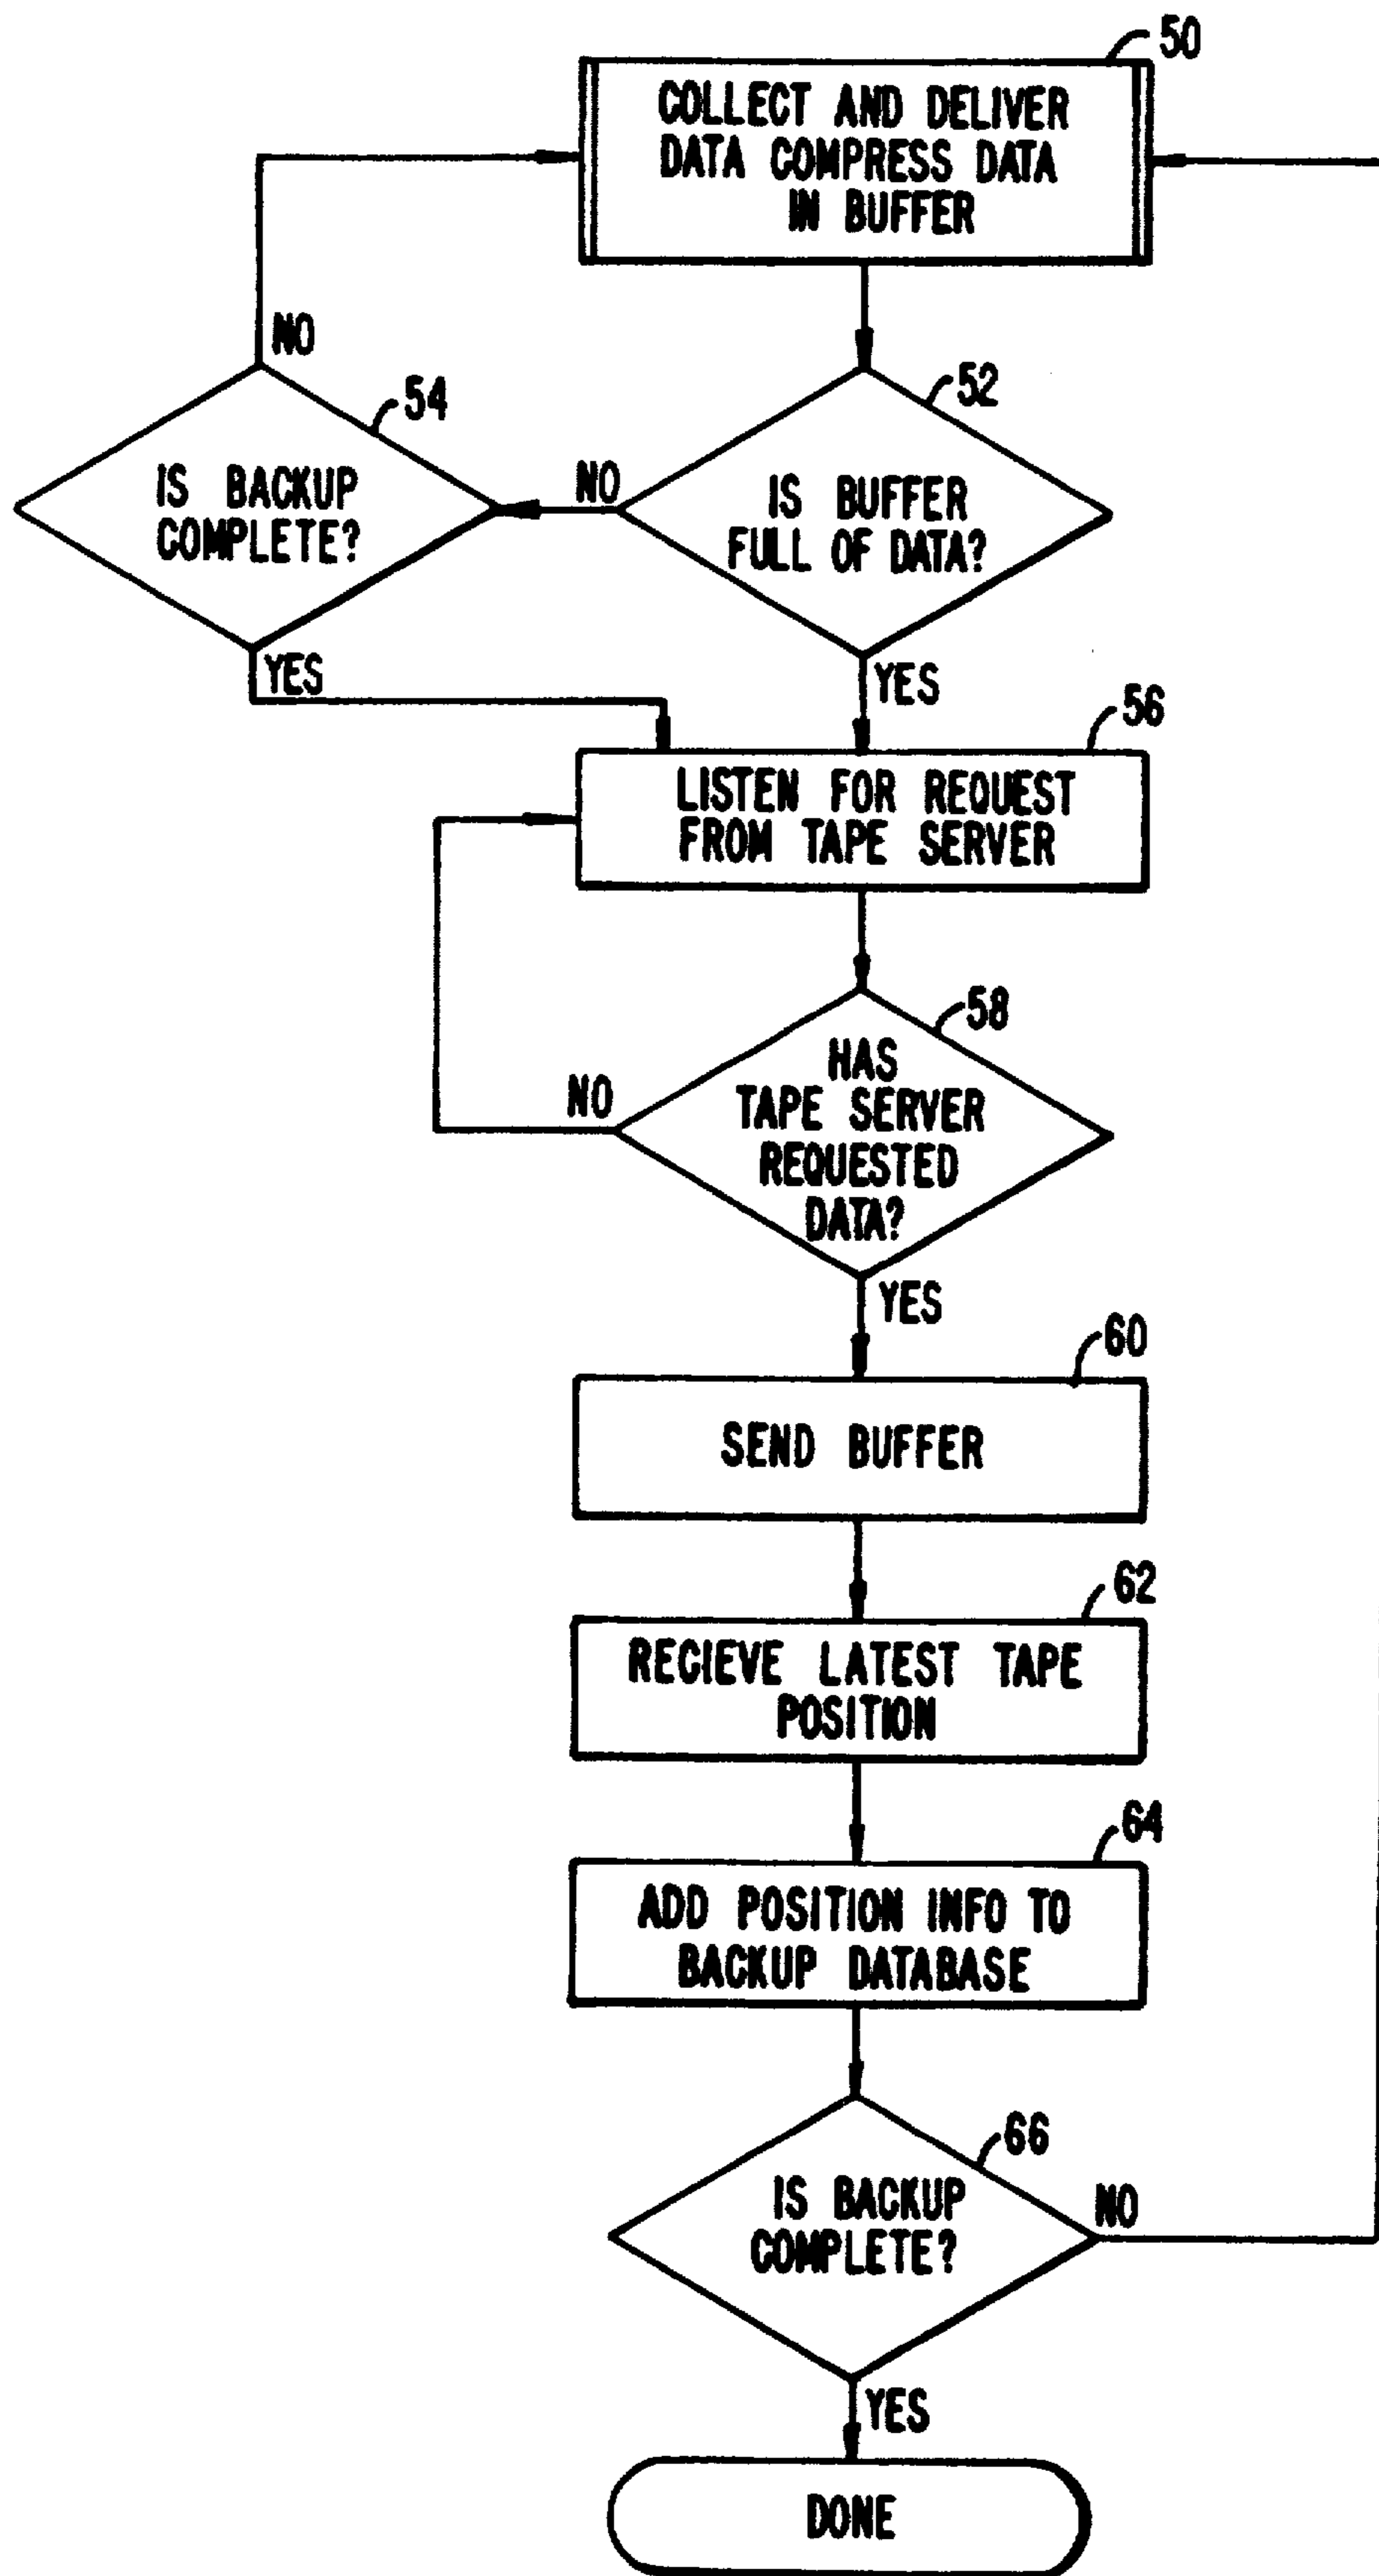 50
COLLECT AND DELIVER
DATA COMPRESS DATA
IN BUFFER
NO
54
52
IS BACKUP
COMPLETE?
NO
IS BUFFER
FULL OF DATA?
YES
YES
56
LISTEN FOR REQUEST
FROM TAPE SERVER
58
HAS
TAPE SERVER
REQUESTED
DATA?
NO
YES
60
SEND BUFFER
62
RECIEVE LATEST TAPE
POSITION
64
ADD POSITION INFO TO
BACKUP DATABASE
66
IS BACKUP
COMPLETE?
NO
YES
DONE